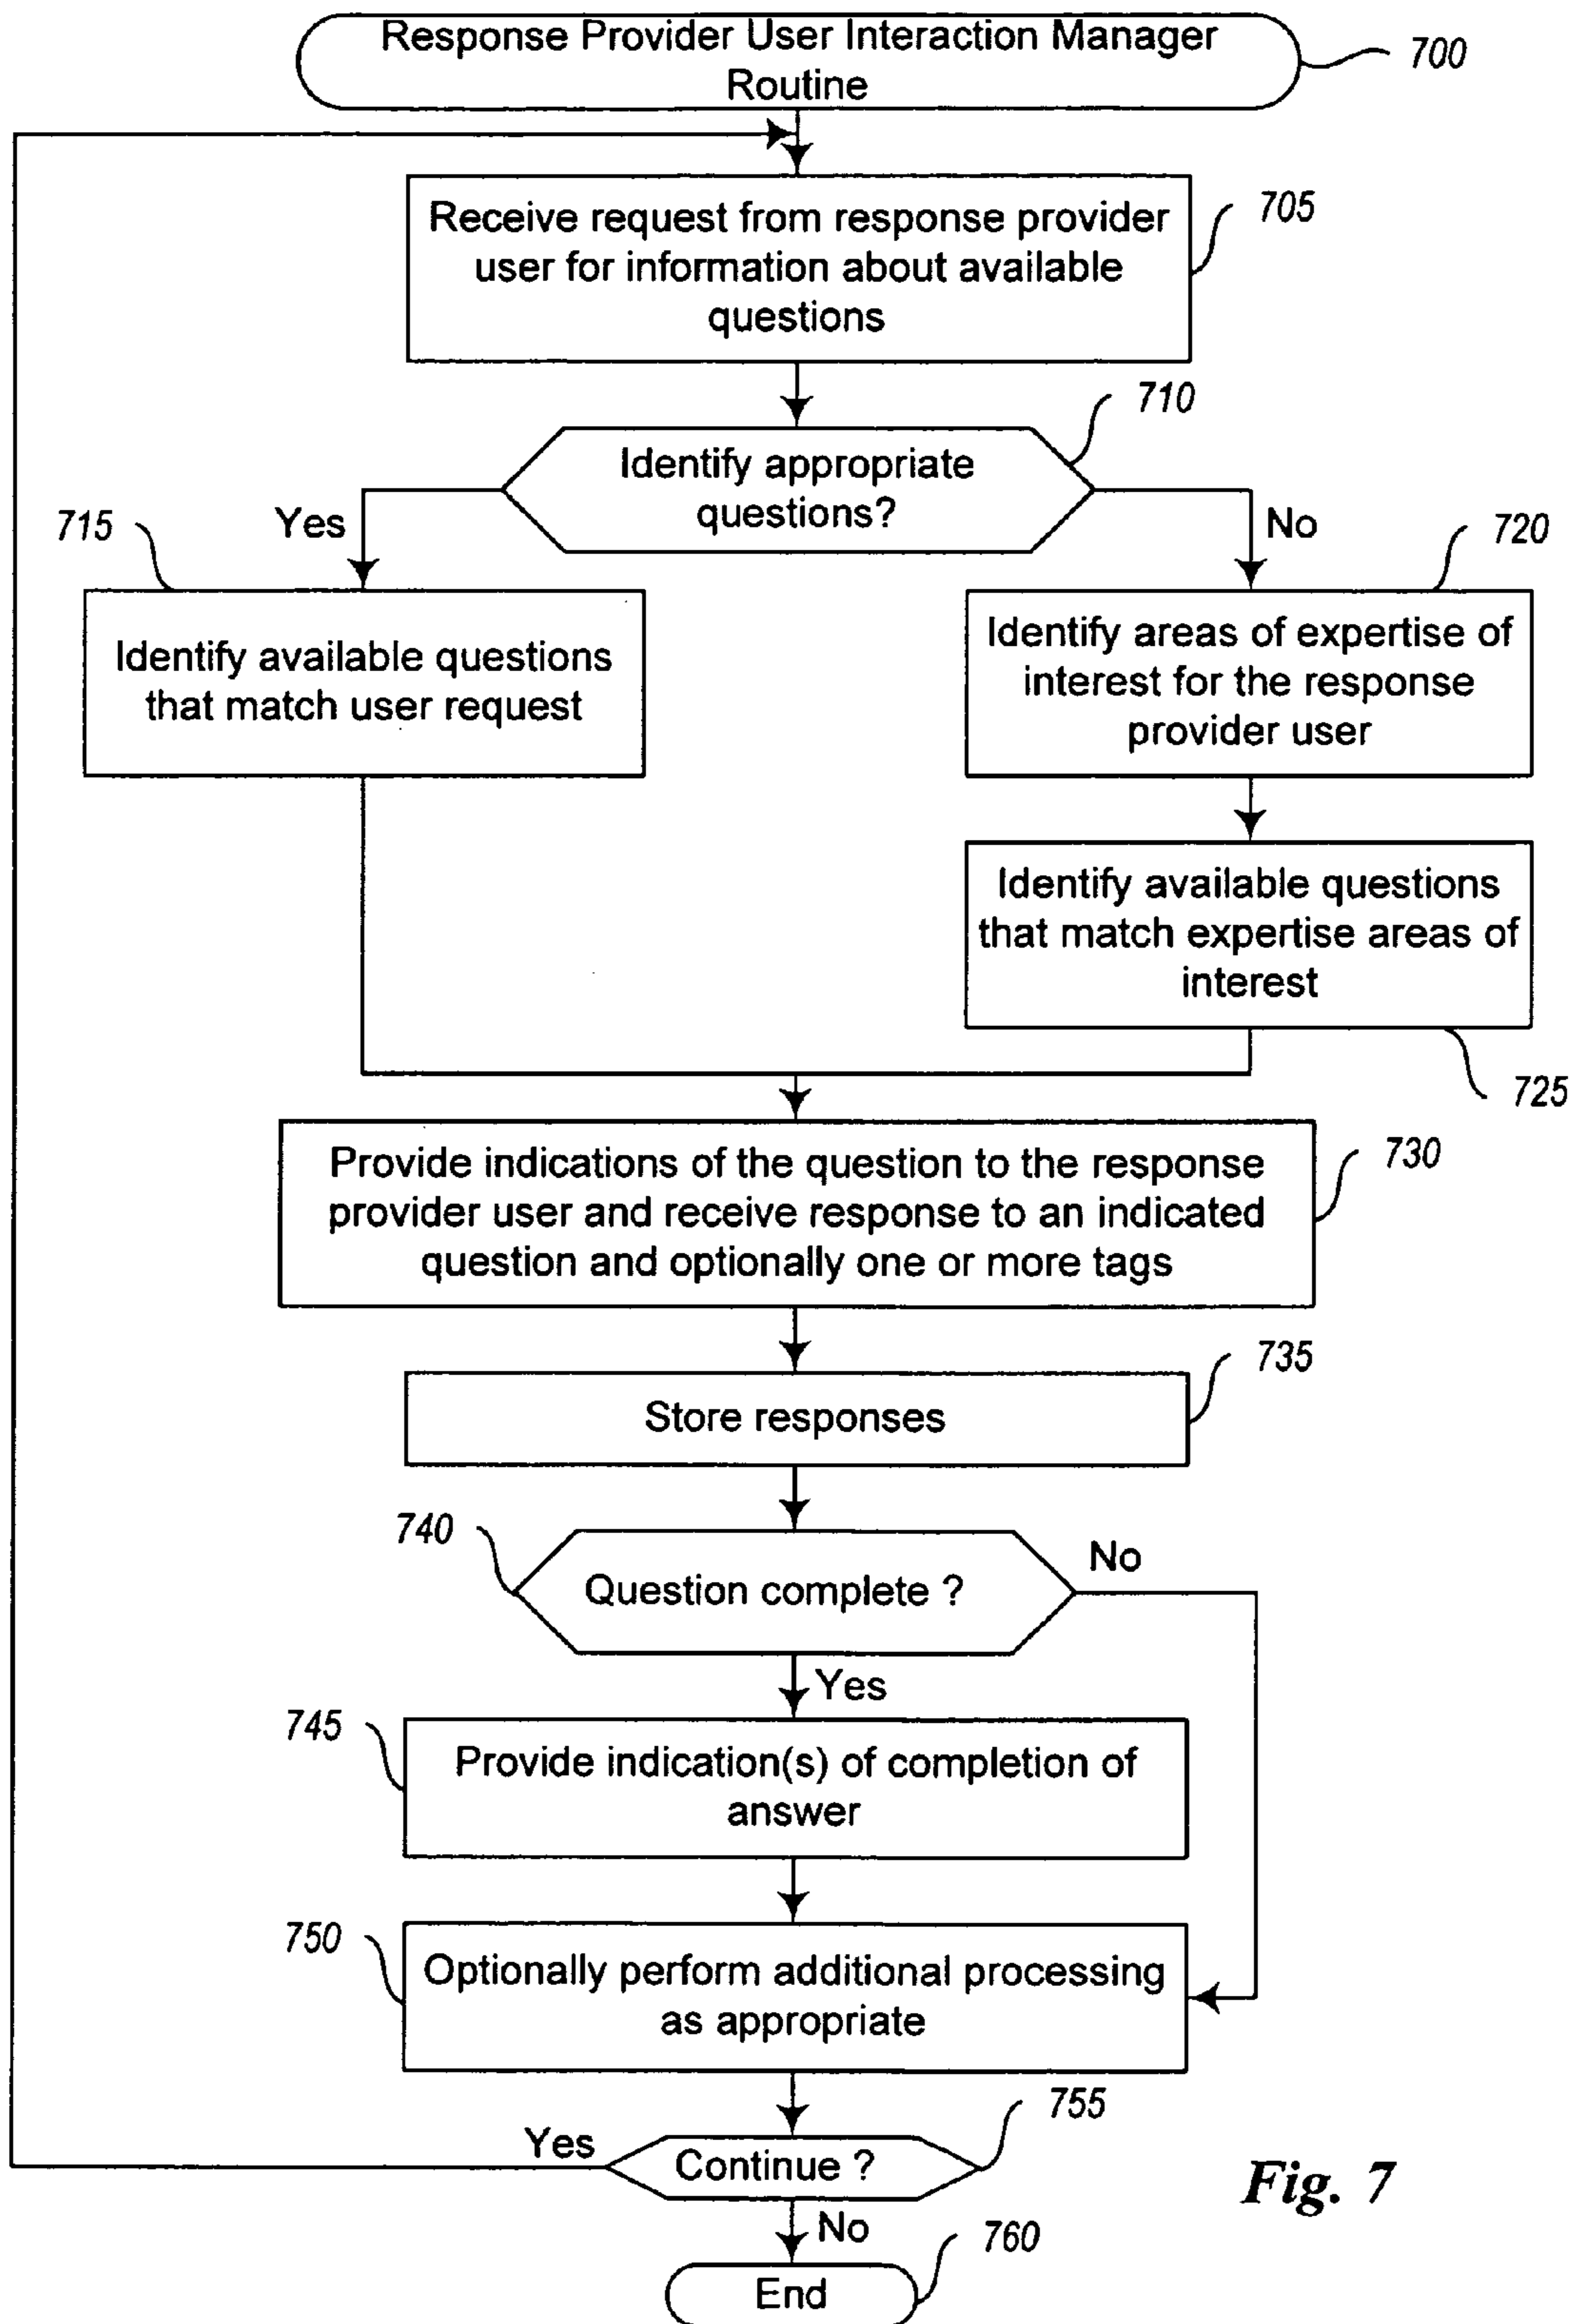 Response Provider User Interaction Manager
Routine
700
Receive request from response provider
user for information about available
questions
705
Identify appropriate
questions?
710
Yes
No
715
Identify available questions
that match user request
720
Identify areas of expertise of
interest for the response
provider user
Identify available questions
that match expertise areas of
interest
725
Provide indications of the question to the response
provider user and receive response to an indicated
question and optionally one or more tags
730
Store responses
735
740
Question complete ?
No
Yes
745
Provide indication(s) of completion of
answer
750
Optionally perform additional processing
as appropriate
755
Yes
Continue ?
Fig. 7
No
760
End